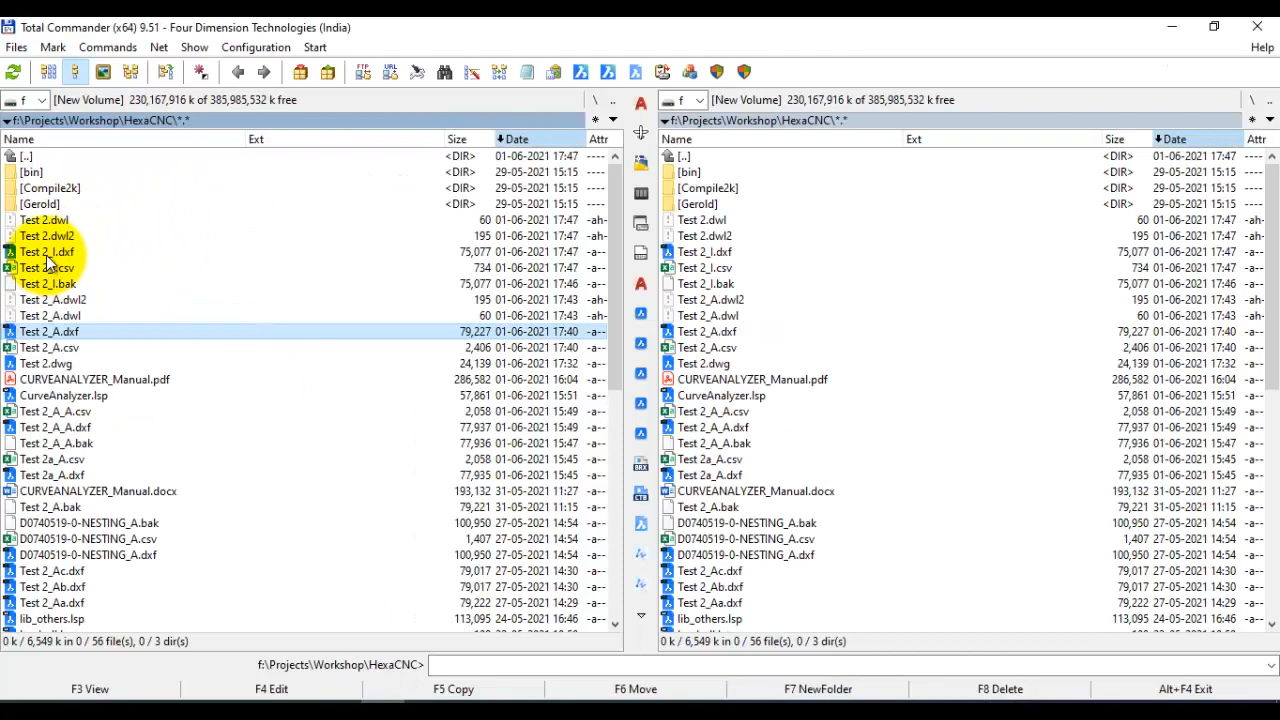 Total Commander (x64) 9.51 - Four Dimension Technologies (India)
Files Mark Commands Net Show Configuration Start Help
FTP URL
f [New Volume] 230,167,916 k of 385,985,532 k free \ ..
f [New Volume] 230,167,916 k of 385,985,532 k free \ ..
f:\Projects\Workshop\HexaCNC\*.* *
f:\Projects\Workshop\HexaCNC\*.* *
Name Ext Size Date Attr
[..] <DIR> 01-06-2021 17:47 ----
[bin] <DIR> 29-05-2021 15:15 ----
[Compile2k] <DIR> 29-05-2021 15:15 ----
[Gerold] <DIR> 29-05-2021 15:15 ----
Test 2.dwl 60 01-06-2021 17:47 -ah-
Test 2.dwl2 195 01-06-2021 17:47 -ah-
Test 2_I.dxf 75,077 01-06-2021 17:47 -a--
Test 2_I.csv 734 01-06-2021 17:47 -a--
Test 2_I.bak 75,077 01-06-2021 17:46 -a--
Test 2_A.dwl2 195 01-06-2021 17:43 -ah-
Test 2_A.dwl 60 01-06-2021 17:43 -ah-
Test 2_A.dxf 79,227 01-06-2021 17:40 -a--
Test 2_A.csv 2,406 01-06-2021 17:40 -a--
Test 2.dwg 24,139 01-06-2021 17:32 -a--
CURVEANALYZER_Manual.pdf 286,582 01-06-2021 16:04 -a--
CurveAnalyzer.lsp 57,861 01-06-2021 15:51 -a--
Test 2_A_A.csv 2,058 01-06-2021 15:49 -a--
Test 2_A_A.dxf 77,937 01-06-2021 15:49 -a--
Test 2_A_A.bak 77,936 01-06-2021 15:47 -a--
Test 2a_A.csv 2,058 01-06-2021 15:45 -a--
Test 2a_A.dxf 77,935 01-06-2021 15:45 -a--
CURVEANALYZER_Manual.docx 193,132 31-05-2021 11:27 -a--
Test 2_A.bak 79,221 31-05-2021 11:15 -a--
D0740519-0-NESTING_A.bak 100,950 27-05-2021 14:54 -a--
D0740519-0-NESTING_A.csv 1,407 27-05-2021 14:54 -a--
D0740519-0-NESTING_A.dxf 100,950 27-05-2021 14:54 -a--
Test 2_Ac.dxf 79,017 27-05-2021 14:30 -a--
Test 2_Ab.dxf 79,017 27-05-2021 14:30 -a--
Test 2_Aa.dxf 79,222 27-05-2021 14:29 -a--
lib_others.lsp 113,095 24-05-2021 16:46 -a--
0 k / 6,549 k in 0 / 56 file(s), 0 / 3 dir(s)
BRX
CTB
Name Ext Size Date Attr
[..] <DIR> 01-06-2021 17:47 ----
[bin] <DIR> 29-05-2021 15:15 ----
[Compile2k] <DIR> 29-05-2021 15:15 ----
[Gerold] <DIR> 29-05-2021 15:15 ----
Test 2.dwl 60 01-06-2021 17:47 -ah-
Test 2.dwl2 195 01-06-2021 17:47 -ah-
Test 2_I.dxf 75,077 01-06-2021 17:47 -a--
Test 2_I.csv 734 01-06-2021 17:47 -a--
Test 2_I.bak 75,077 01-06-2021 17:46 -a--
Test 2_A.dwl2 195 01-06-2021 17:43 -ah-
Test 2_A.dwl 60 01-06-2021 17:43 -ah-
Test 2_A.dxf 79,227 01-06-2021 17:40 -a--
Test 2_A.csv 2,406 01-06-2021 17:40 -a--
Test 2.dwg 24,139 01-06-2021 17:32 -a--
CURVEANALYZER_Manual.pdf 286,582 01-06-2021 16:04 -a--
CurveAnalyzer.lsp 57,861 01-06-2021 15:51 -a--
Test 2_A_A.csv 2,058 01-06-2021 15:49 -a--
Test 2_A_A.dxf 77,937 01-06-2021 15:49 -a--
Test 2_A_A.bak 77,936 01-06-2021 15:47 -a--
Test 2a_A.csv 2,058 01-06-2021 15:45 -a--
Test 2a_A.dxf 77,935 01-06-2021 15:45 -a--
CURVEANALYZER_Manual.docx 193,132 31-05-2021 11:27 -a--
Test 2_A.bak 79,221 31-05-2021 11:15 -a--
D0740519-0-NESTING_A.bak 100,950 27-05-2021 14:54 -a--
D0740519-0-NESTING_A.csv 1,407 27-05-2021 14:54 -a--
D0740519-0-NESTING_A.dxf 100,950 27-05-2021 14:54 -a--
Test 2_Ac.dxf 79,017 27-05-2021 14:30 -a--
Test 2_Ab.dxf 79,017 27-05-2021 14:30 -a--
Test 2_Aa.dxf 79,222 27-05-2021 14:29 -a--
lib_others.lsp 113,095 24-05-2021 16:46 -a--
0 k / 6,549 k in 0 / 56 file(s), 0 / 3 dir(s)
f:\Projects\Workshop\HexaCNC>
F3 View F4 Edit F5 Copy F6 Move F7 NewFolder F8 Delete Alt+F4 Exit